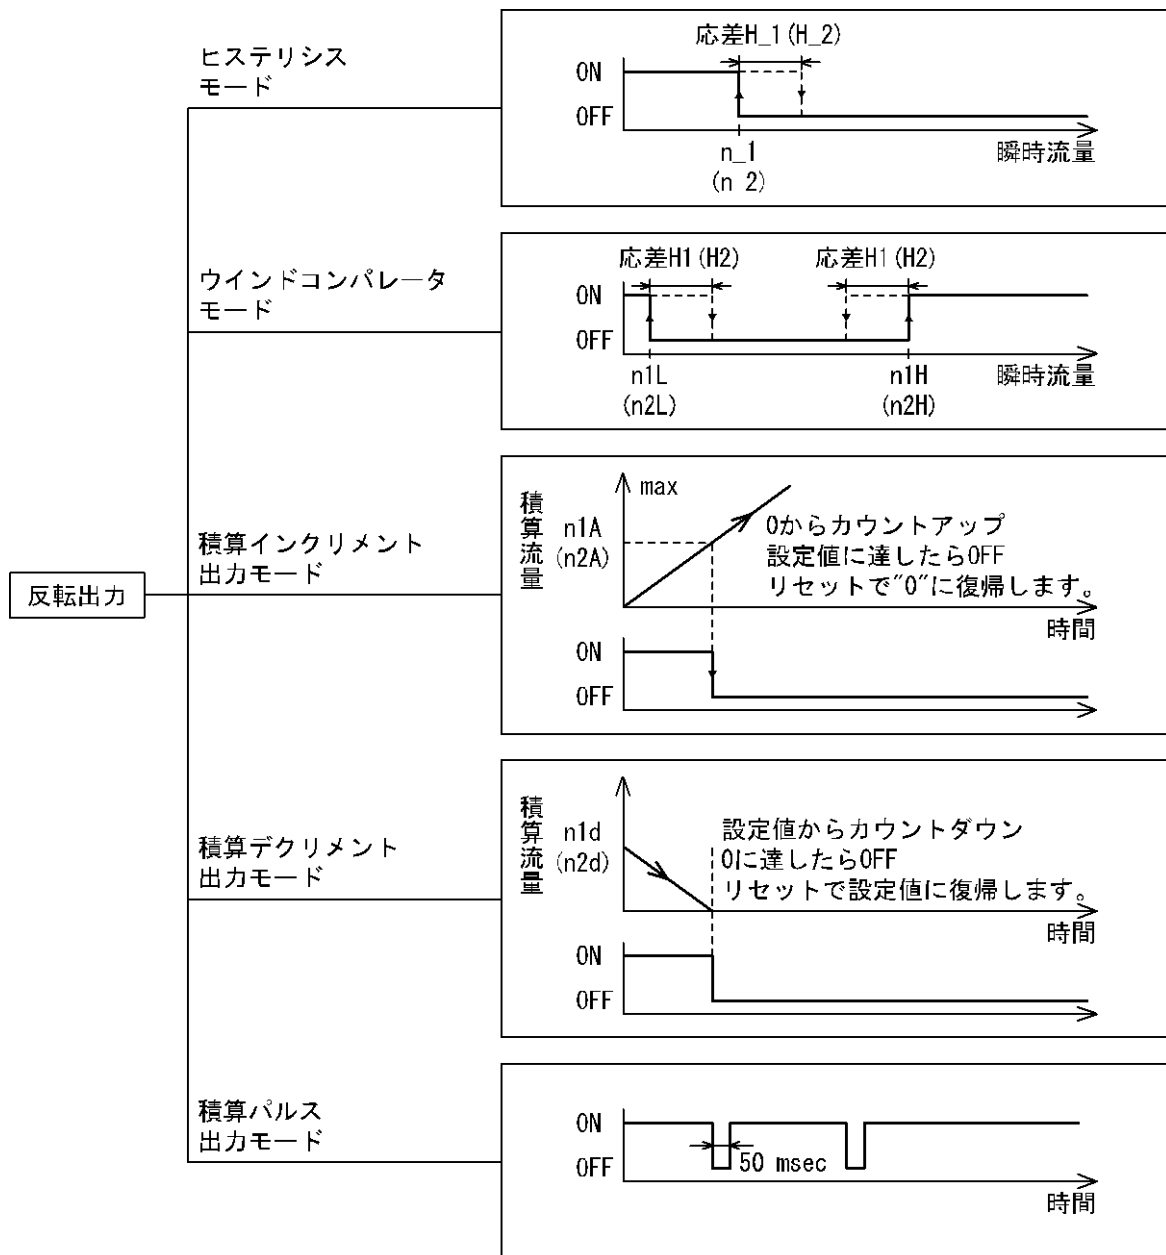 反転出力
ヒステリシス
モード
応差H_1(H_2)
ON
OFF
n_1
(n 2)
瞬時流量
ウインドコンパレータ
モード
応差H1(H2)
応差H1(H2)
ON
OFF
n1L
(n2L)
n1H
(n2H)
瞬時流量
積算インクリメント
出力モード
積算流量
max
n1A
(n2A)
0からカウントアップ
設定値に達したらOFF
リセットで"0"に復帰します。
時間
ON
OFF
積算デクリメント
出力モード
積算流量
n1d
(n2d)
設定値からカウントダウン
0に達したらOFF
リセットで設定値に復帰します。
時間
ON
OFF
積算パルス
出力モード
ON
OFF
50 msec
時間